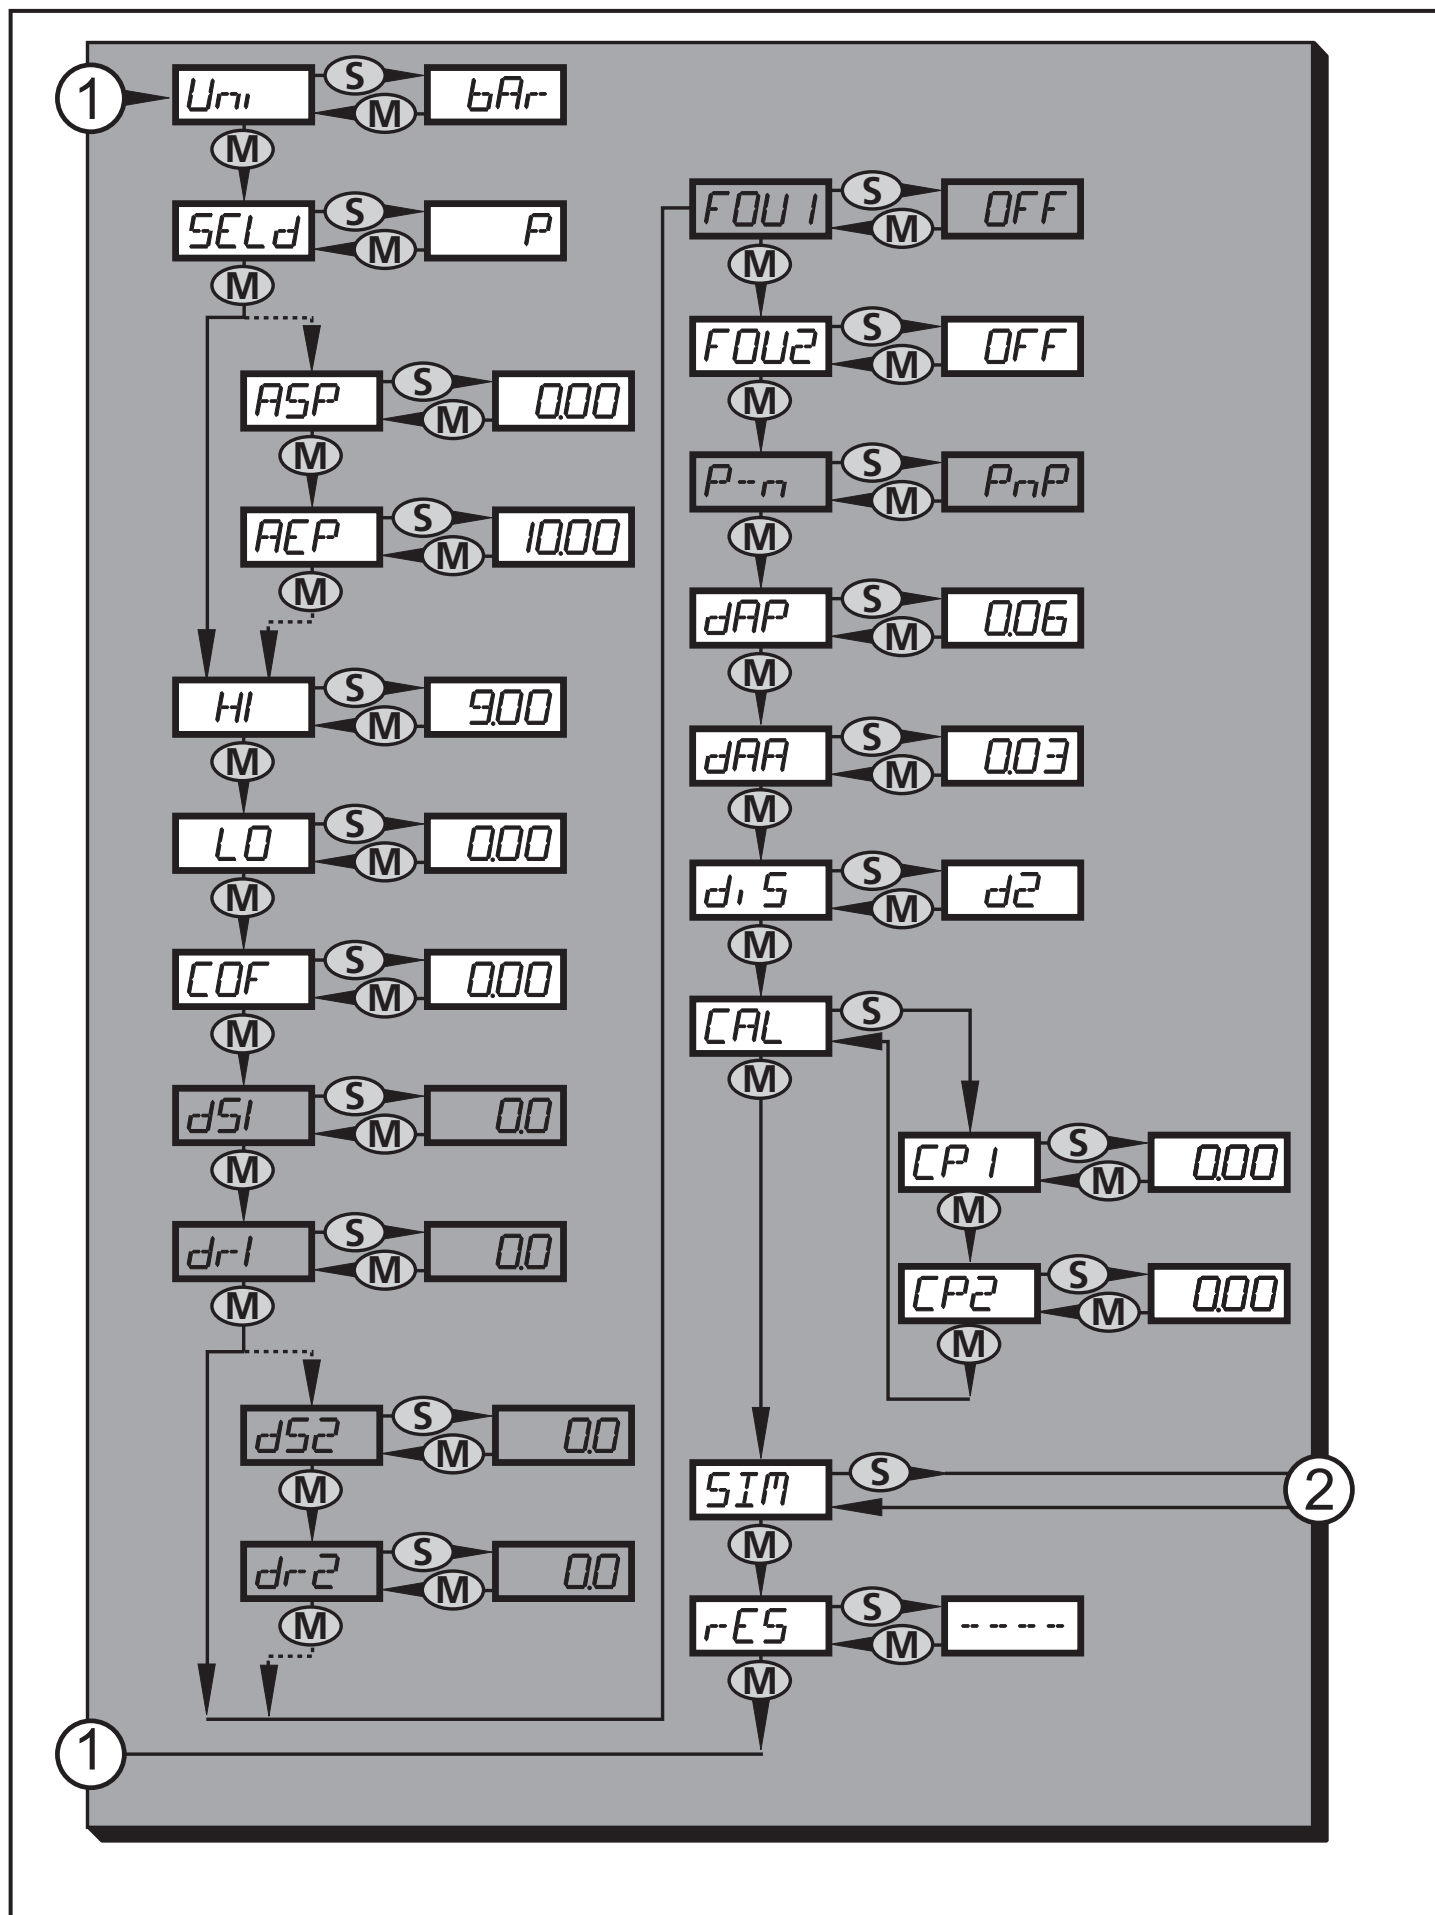 1 Uni S bAr
M
M
SELd S P
M
M
ASP S 0.00
M
M
AEP S 10.00
M
M
HI S 9.00
M
M
LO S 0.00
M
M
COF S 0.00
M
M
dS1 S 0.0
M
M
dr1 S 0.0
M
M
dS2 S 0.0
M
M
dr2 S 0.0
M
M
FOU1 S OFF
M
M
FOU2 S OFF
M
M
P-n S PnP
M
M
dAP S 0.06
M
M
dAA S 0.03
M
M
diS S d2
M
M
CAL S
M
CP1 S 0.00
M
M
CP2 S 0.00
M
M
SIM S 2
M
rES S -- -- -- --
M
M
1